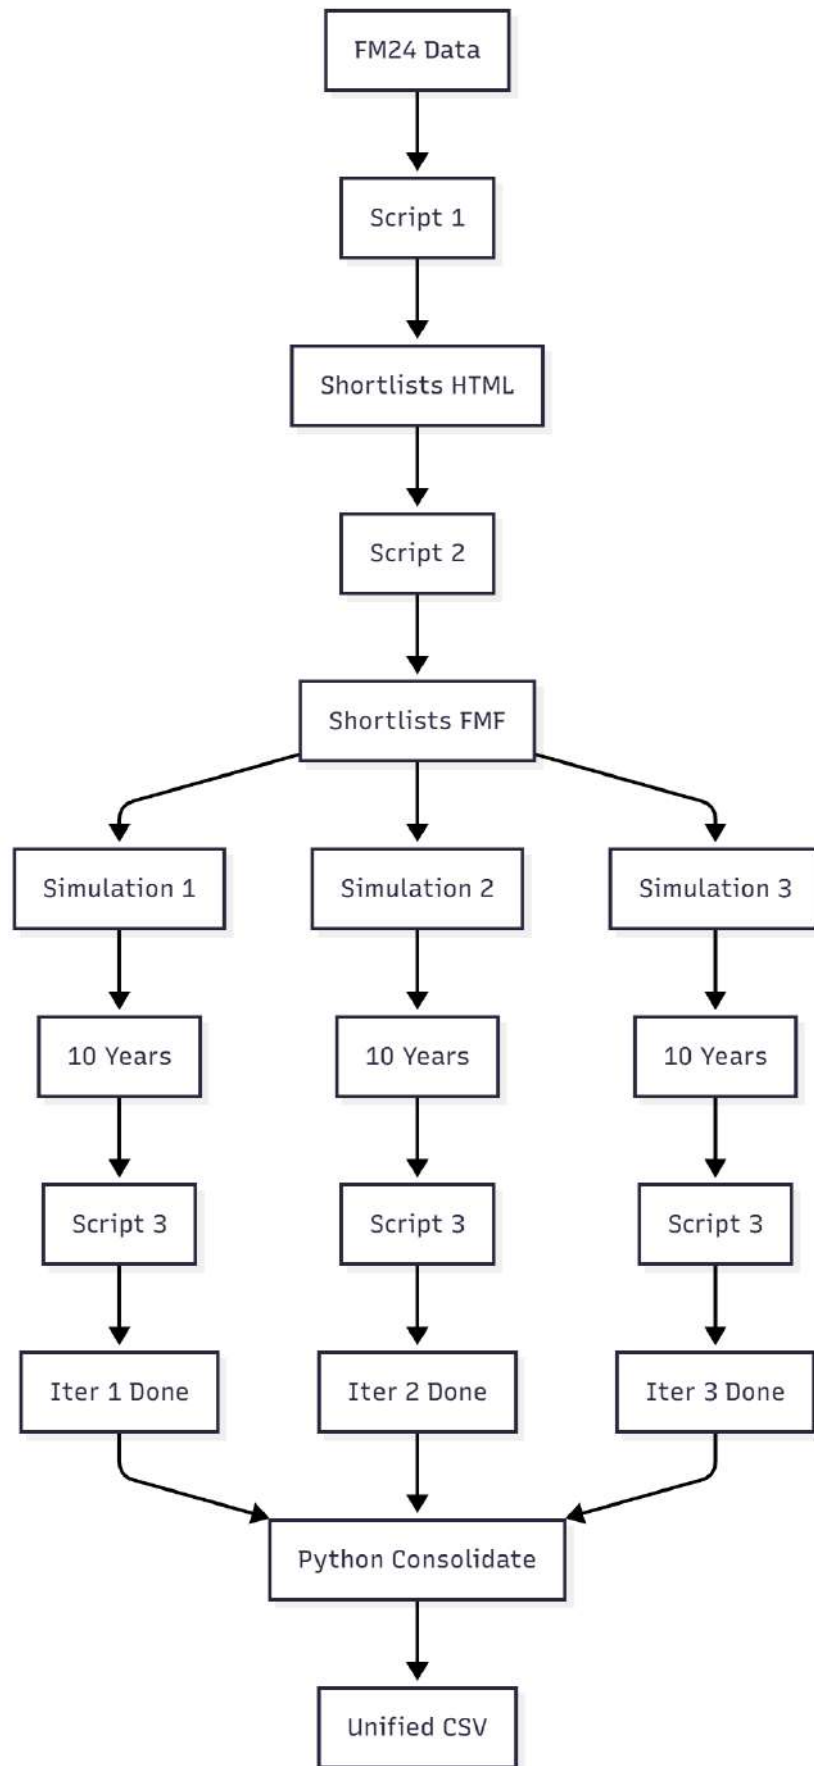 FM24 Data
Script 1
Shortlists HTML
Script 2
Shortlists FMF
Simulation 1
Simulation 2
Simulation 3
10 Years
10 Years
10 Years
Script 3
Script 3
Script 3
Iter 1 Done
Iter 2 Done
Iter 3 Done
Python Consolidate
Unified CSV